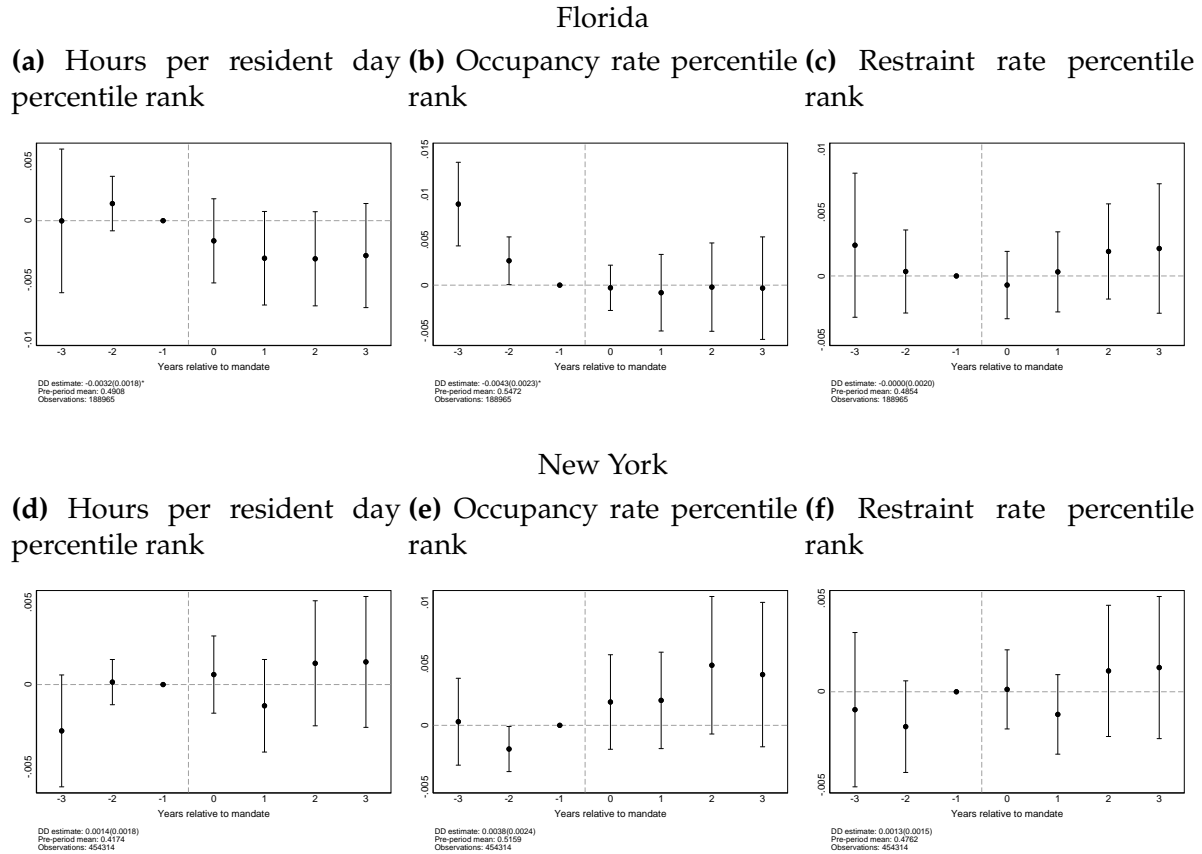 Florida
(a) Hours per resident day
percentile rank
(b) Occupancy rate percentile
rank
(c) Restraint rate percentile
rank
.005
0
-.005
-.01
-3 -2 -1 0 1 2 3
Years relative to mandate
DD estimate: -0.0032(0.0018)*
Pre-period mean: 0.4908
Observations: 188965
.015
.01
.005
0
-.005
-3 -2 -1 0 1 2 3
Years relative to mandate
DD estimate: -0.0043(0.0023)*
Pre-period mean: 0.5472
Observations: 188965
.01
.005
0
-.005
-3 -2 -1 0 1 2 3
Years relative to mandate
DD estimate: -0.0000(0.0020)
Pre-period mean: 0.4854
Observations: 188965
New York
(d) Hours per resident day
percentile rank
(e) Occupancy rate percentile
rank
(f) Restraint rate percentile
rank
.005
0
-.005
-3 -2 -1 0 1 2 3
Years relative to mandate
DD estimate: 0.0014(0.0018)
Pre-period mean: 0.4174
Observations: 454314
.01
.005
0
-.005
-3 -2 -1 0 1 2 3
Years relative to mandate
DD estimate: 0.0038(0.0024)
Pre-period mean: 0.5159
Observations: 454314
.005
0
-.005
-3 -2 -1 0 1 2 3
Years relative to mandate
DD estimate: 0.0013(0.0015)
Pre-period mean: 0.4762
Observations: 454314